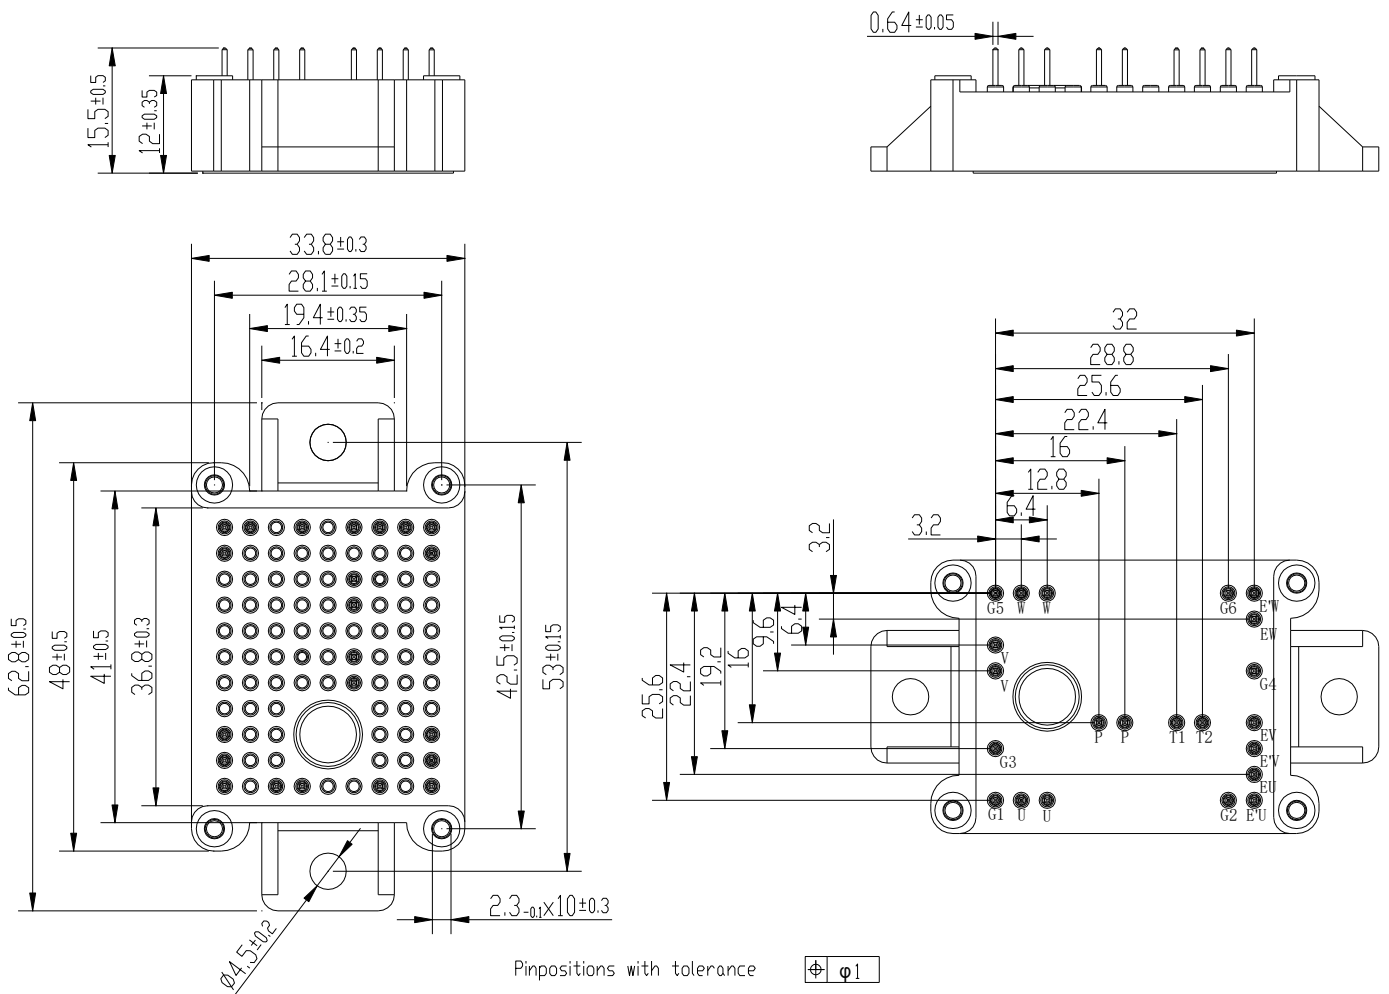 0.64±0.05
15.5±0.5
12±0.35
33.8±0.3
28.1±0.15
19.4±0.35
16.4±0.2
62.8±0.5
48±0.5
41±0.5
36.8±0.3
42.5±0.15
53±0.15
2.3-0.1x10±0.3
Ø4.5±0.2
32
28.8
25.6
22.4
16
12.8
6.4
3.2
3.2
6.4
9.6
16
19.2
22.4
25.6
G5 W W G6 E'W
EW
V
V G4
P P T1 T2 EV
G3 E'V
EU
G1 U U G2 E'U
Pinpositions with tolerance ⌖ φ1